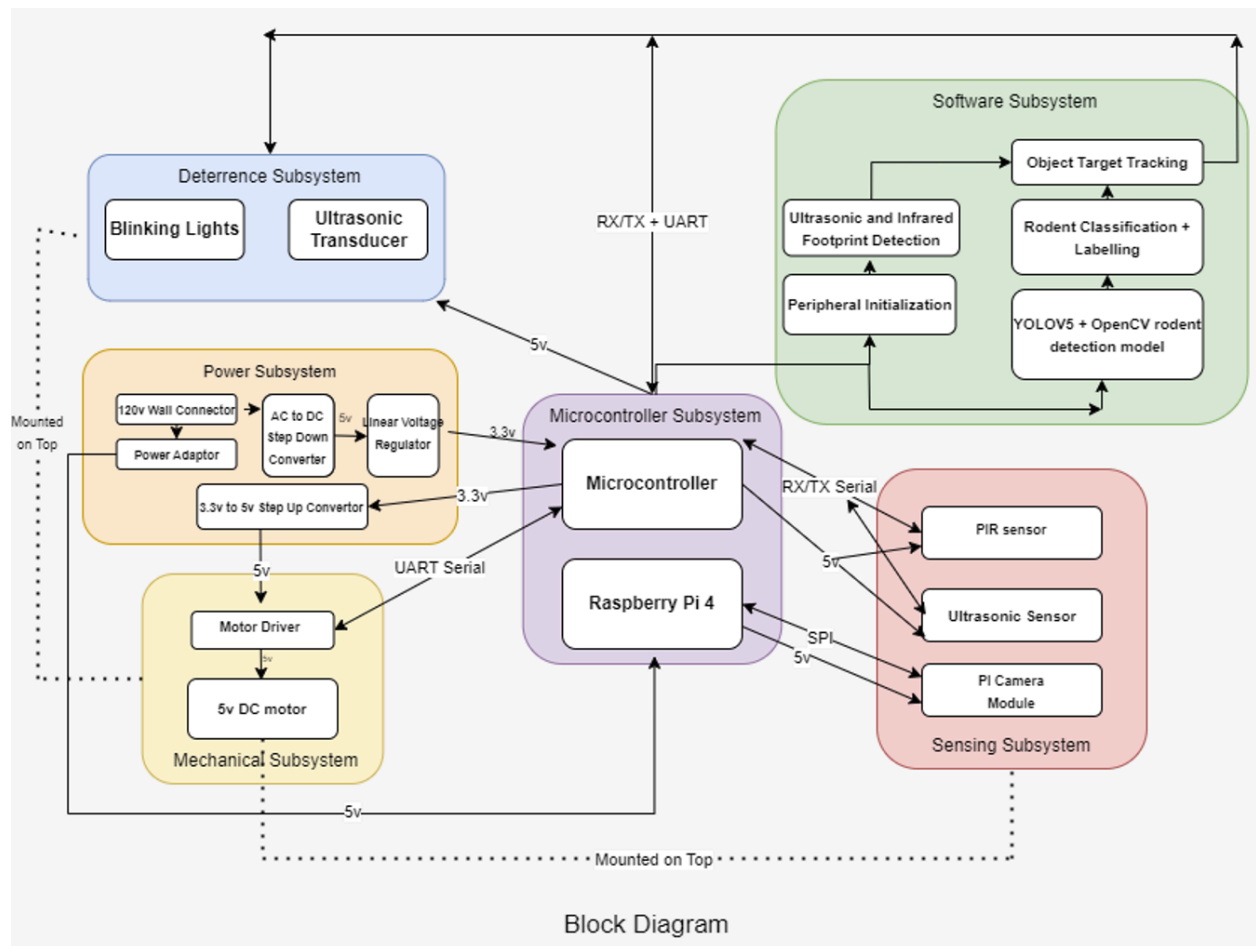 Software Subsystem
Object Target Tracking
Ultrasonic and Infrared
Footprint Detection
Rodent Classification +
Labelling
Peripheral Initialization
YOLOV5 + OpenCV rodent
detection model
RX/TX + UART
Deterrence Subsystem
Blinking Lights
Ultrasonic
Transducer
5v
Mounted
on Top
Power Subsystem
120v Wall Connector
Power Adaptor
AC to DC
Step Down
Converter
5v
Linear Voltage
Regulator
3.3v
3.3v to 5v Step Up Convertor
3.3v
Microcontroller Subsystem
Microcontroller
Raspberry Pi 4
UART Serial
5v
Motor Driver
5v
5v DC motor
Mechanical Subsystem
RX/TX Serial
5v
SPI
5v
PIR sensor
Ultrasonic Sensor
PI Camera
Module
Sensing Subsystem
5v
Mounted on Top
Block Diagram